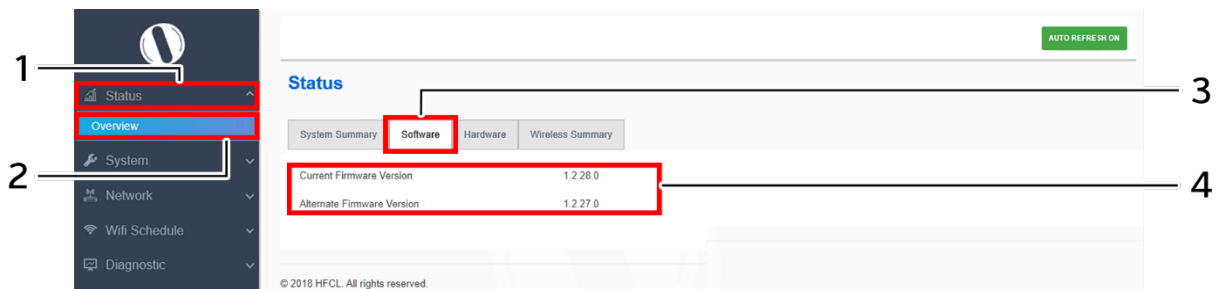 AUTO REFRESH ON
1
Status
Status
3
Overview
System Summary Software Hardware Wireless Summary
2
System
Current Firmware Version 1.2.28.0
4
Network
Alternate Firmware Version 1.2.27.0
Wifi Schedule
Diagnostic
© 2018 HFCL. All rights reserved.